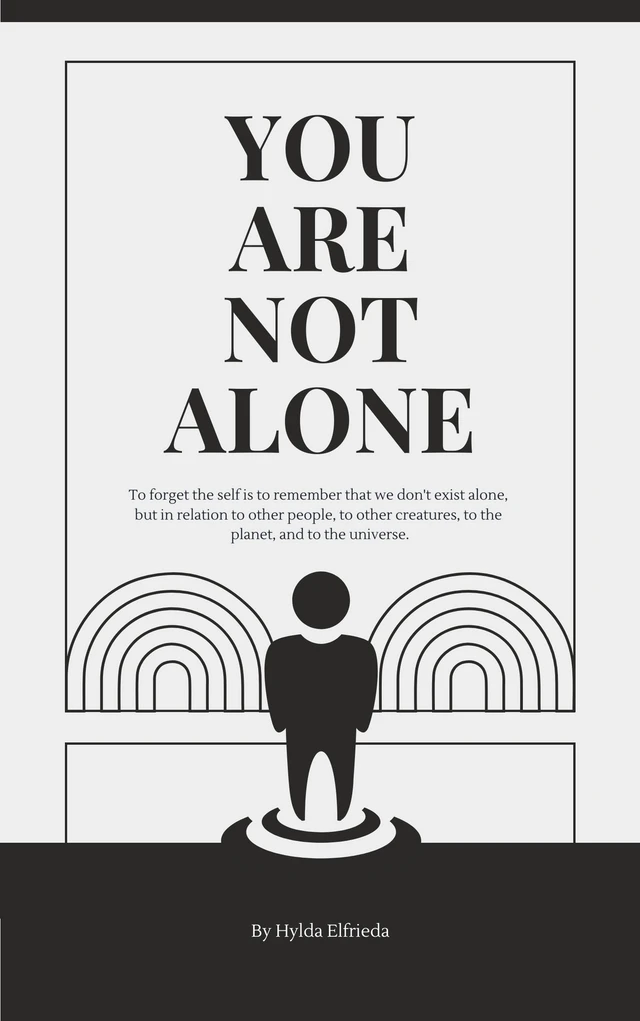 YOU
ARE
NOT
ALONE
To forget the self is to remember that we don't exist alone,
but in relation to other people, to other creatures, to the
planet, and to the universe.
By Hylda Elfrieda